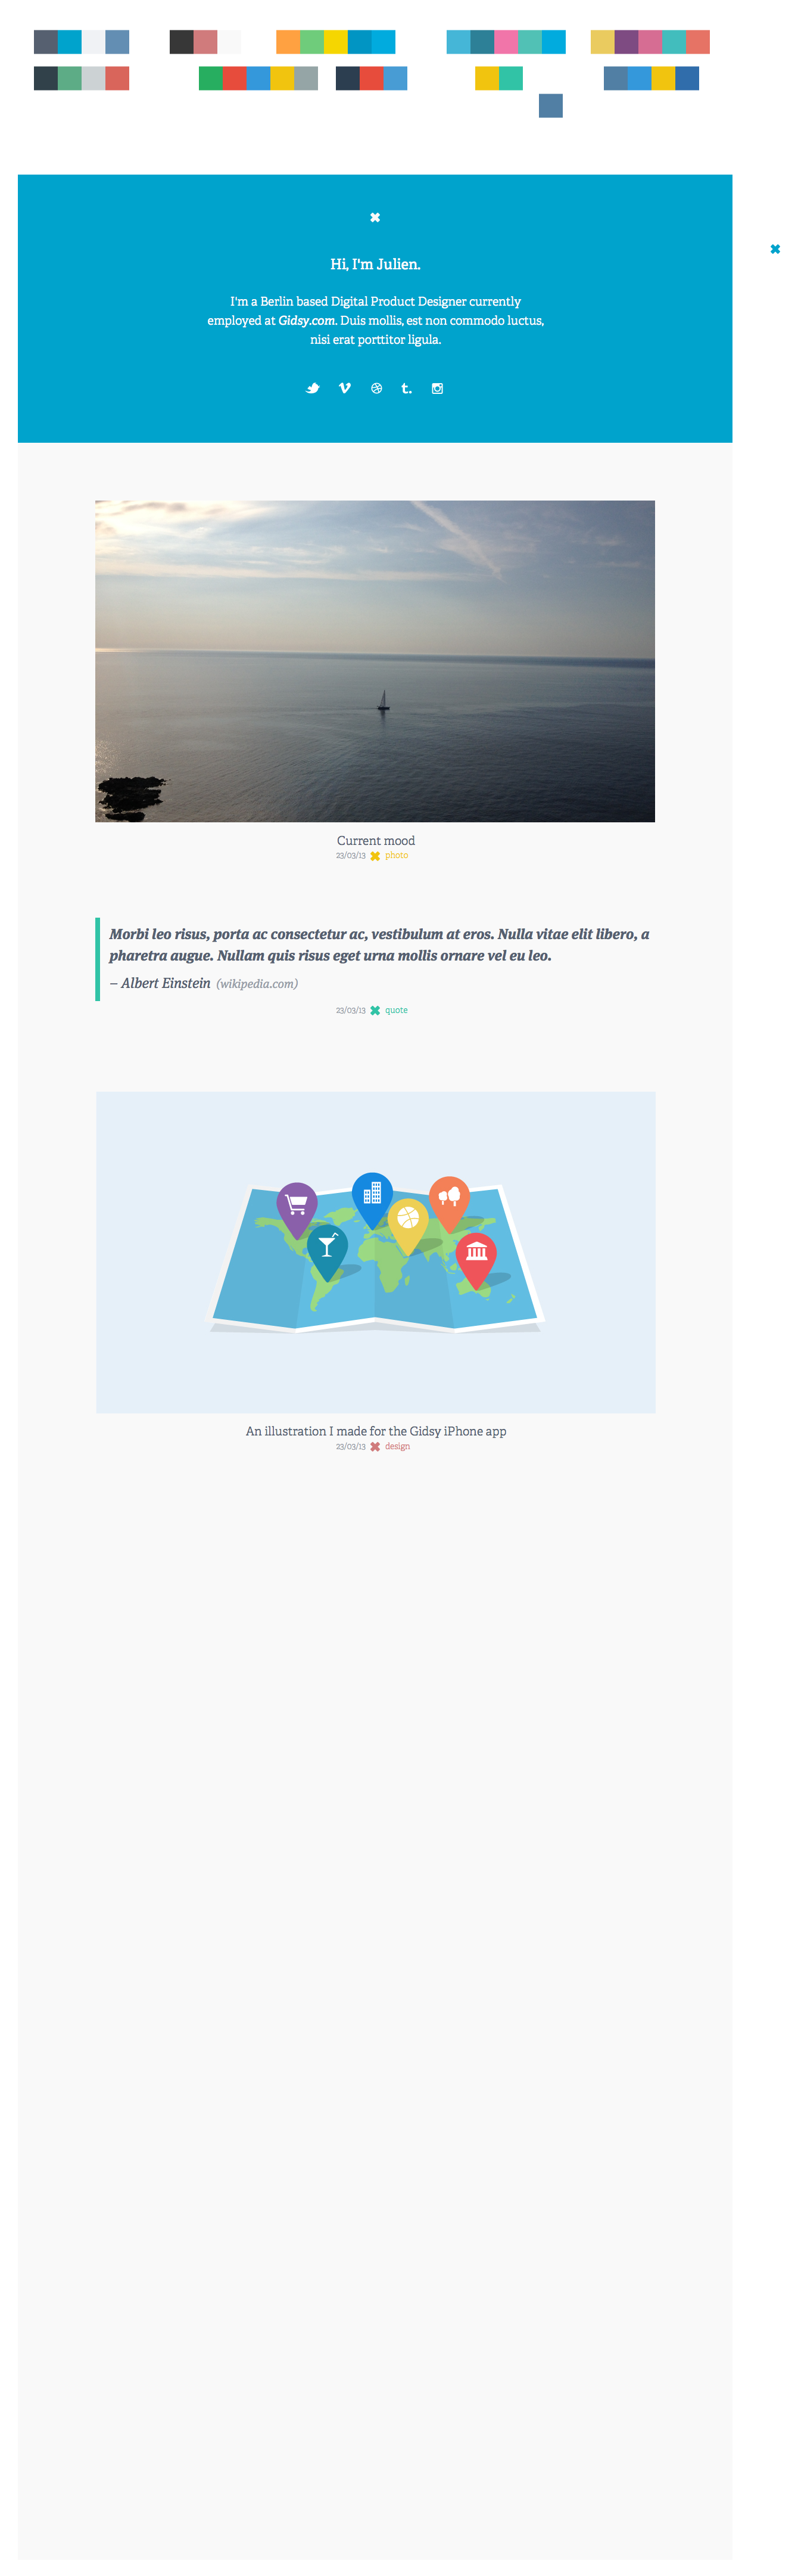 Hi, I'm Julien.
I'm a Berlin based Digital Product Designer currently
employed at Gidsy.com. Duis mollis, est non commodo luctus,
nisi erat porttitor ligula.
Current mood
23/03/13 photo
Morbi leo risus, porta ac consectetur ac, vestibulum at eros. Nulla vitae elit libero, a
pharetra augue. Nullam quis risus eget urna mollis ornare vel eu leo.
– Albert Einstein (wikipedia.com)
23/03/13 quote
An illustration I made for the Gidsy iPhone app
23/03/13 design